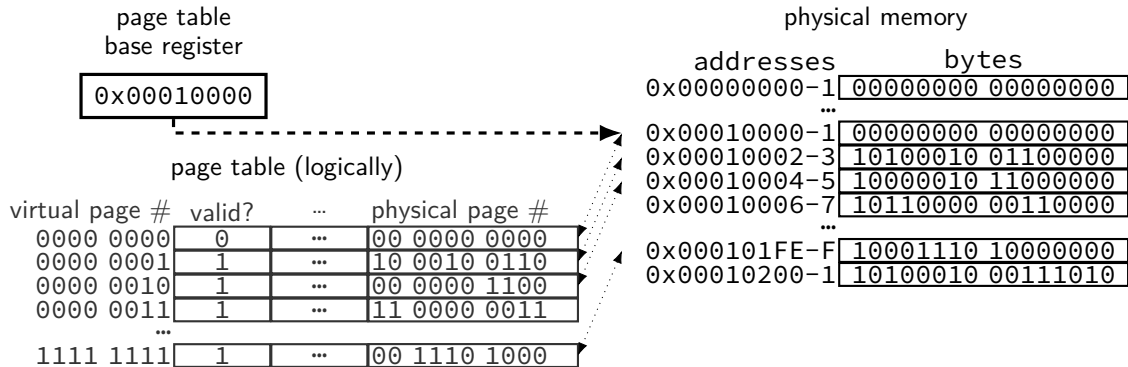 page table
base register
0x00010000
page table (logically)
virtual page # valid? ... physical page #
0000 0000 0 ... 00 0000 0000
0000 0001 1 ... 10 0010 0110
0000 0010 1 ... 00 0000 1100
0000 0011 1 ... 11 0000 0011
...
1111 1111 1 ... 00 1110 1000
physical memory
addresses bytes
0x00000000-1 00000000 00000000
...
0x00010000-1 00000000 00000000
0x00010002-3 10100010 01100000
0x00010004-5 10000010 11000000
0x00010006-7 10110000 00110000
...
0x000101FE-F 10001110 10000000
0x00010200-1 10100010 00111010